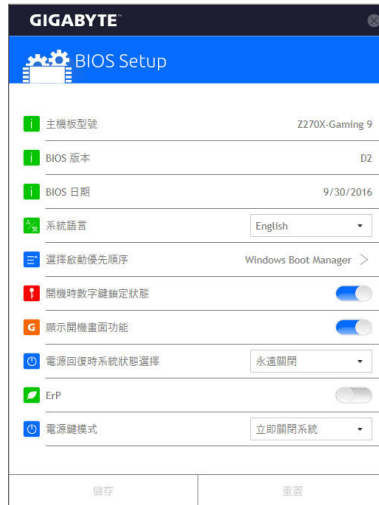 GIGABYTE™
BIOS Setup
主機板型號 Z270X-Gaming 9
BIOS 版本 D2
BIOS 日期 9/30/2016
系統語言 English
選擇啟動優先順序 Windows Boot Manager >
開機時數字鍵鎖定狀態
顯示開機畫面功能
電源回復時系統狀態選擇 永遠關閉
ErP
電源鍵模式 立即關閉系統
儲存 重置